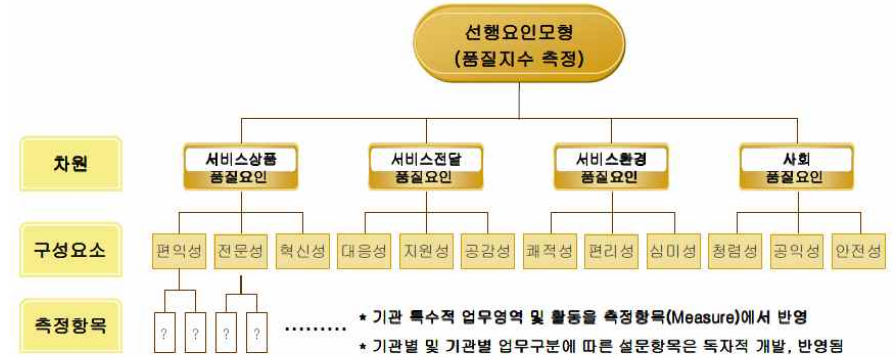 선행요인모형
(품질지수 측정)
차원
서비스상품
품질요인
서비스전달
품질요인
서비스환경
품질요인
사회
품질요인
구성요소
편익성 전문성 혁신성 대응성 지원성 공감성 쾌적성 편리성 심미성 청렴성 공익성 안전성
측정항목
? ? ? ? ………
* 기관 특수적 업무영역 및 활동을 측정항목(Measure)에서 반영
* 기관별 및 기관별 업무구분에 따른 설문항목은 독자적 개발, 반영됨